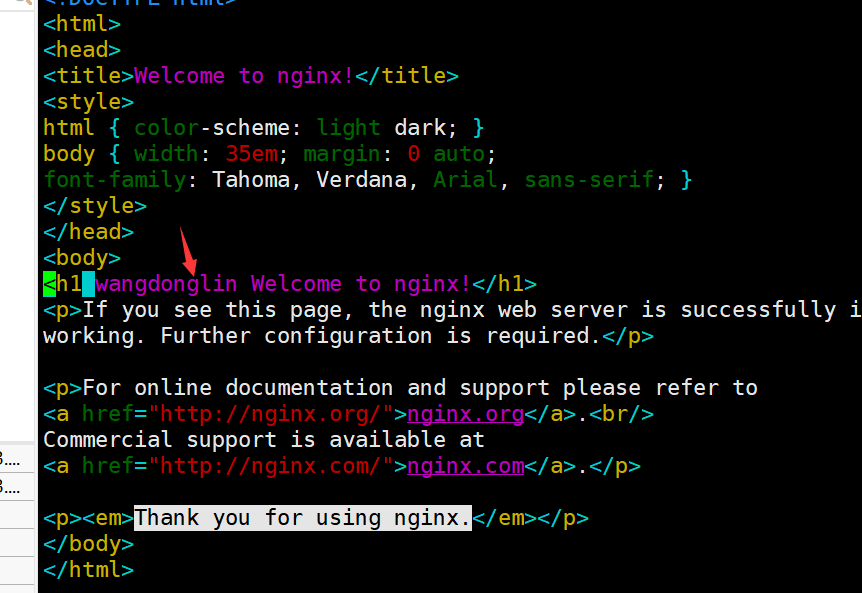 <!DOCTYPE html>
<html>
<head>
<title>Welcome to nginx!</title>
<style>
html { color-scheme: light dark; }
body { width: 35em; margin: 0 auto;
font-family: Tahoma, Verdana, Arial, sans-serif; }
</style>
</head>
<body>
<h1>wangdonglin Welcome to nginx!</h1>
<p>If you see this page, the nginx web server is successfully i
working. Further configuration is required.</p>
<p>For online documentation and support please refer to
<a href="http://nginx.org/">nginx.org</a>.<br/>
Commercial support is available at
3....
<a href="http://nginx.com/">nginx.com</a>.</p>
3....
<p><em>Thank you for using nginx.</em></p>
</body>
</html>